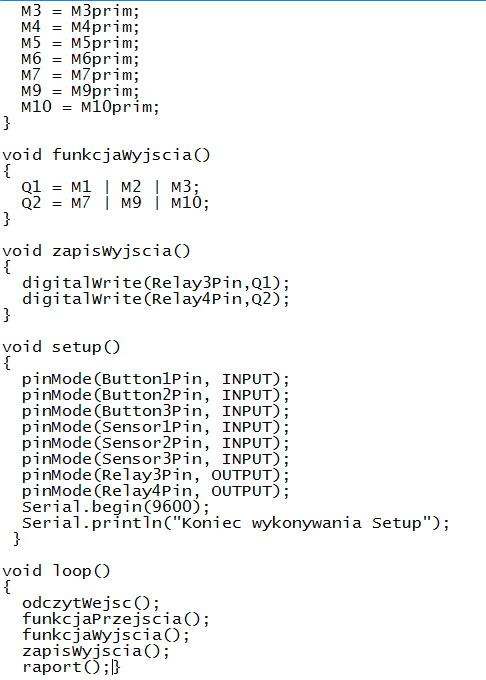 M3 = M3prim;
M4 = M4prim;
M5 = M5prim;
M6 = M6prim;
M7 = M7prim;
M9 = M9prim;
M10 = M10prim;
}
void funkcjaWyjscia()
{
Q1 = M1 | M2 | M3;
Q2 = M7 | M9 | M10;
}
void zapisWyjscia()
{
digitalWrite(Relay3Pin,Q1);
digitalWrite(Relay4Pin,Q2);
}
void setup()
{
pinMode(Button1Pin, INPUT);
pinMode(Button2Pin, INPUT);
pinMode(Button3Pin, INPUT);
pinMode(Sensor1Pin, INPUT);
pinMode(Sensor2Pin, INPUT);
pinMode(Sensor3Pin, INPUT);
pinMode(Relay3Pin, OUTPUT);
pinMode(Relay4Pin, OUTPUT);
Serial.begin(9600);
Serial.println("Koniec wykonywania Setup");
}
void loop()
{
odczytWejsc();
funkcjaPrzejscia();
funkcjaWyjscia();
zapisWyjscia();
raport();}